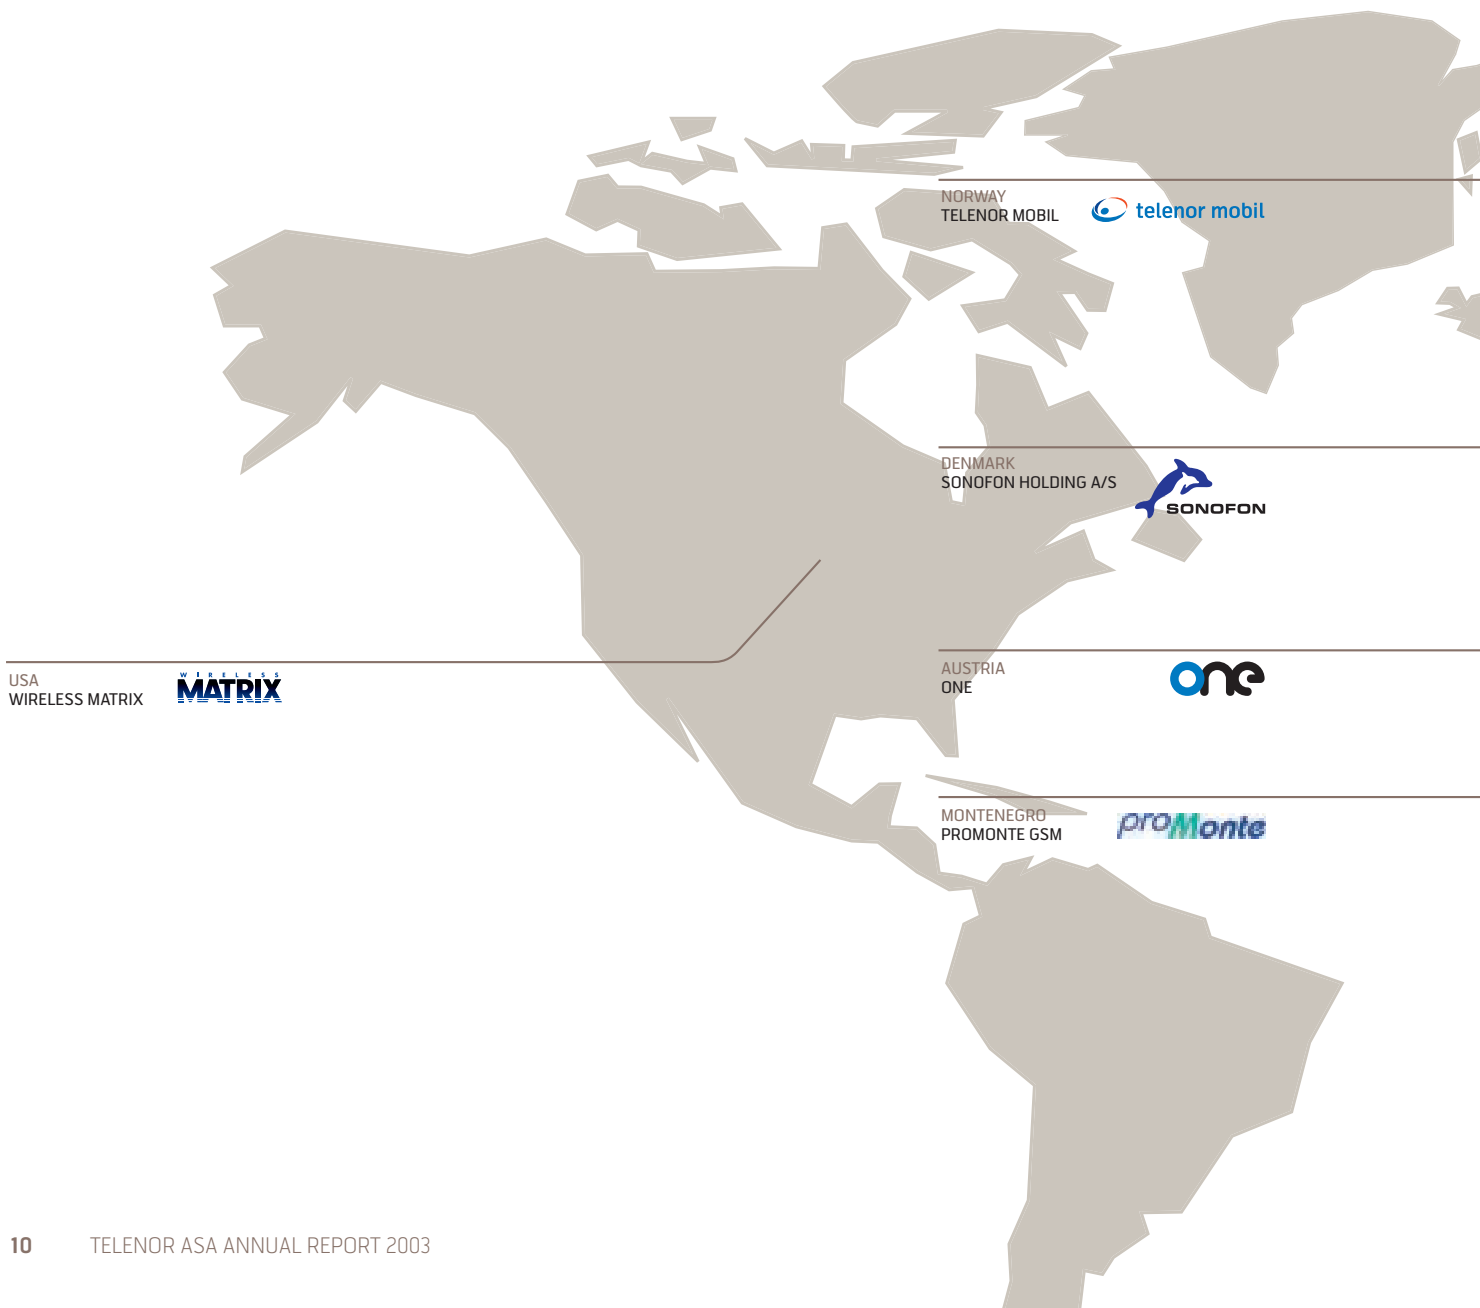 NORWAY
TELENOR MOBIL
telenor mobil
DENMARK
SONOFON HOLDING A/S
SONOFON
USA
WIRELESS MATRIX
WIRELESS
MATRIX
AUSTRIA
ONE
one
MONTENEGRO
PROMONTE GSM
proMonte
10 TELENOR ASA ANNUAL REPORT 2003